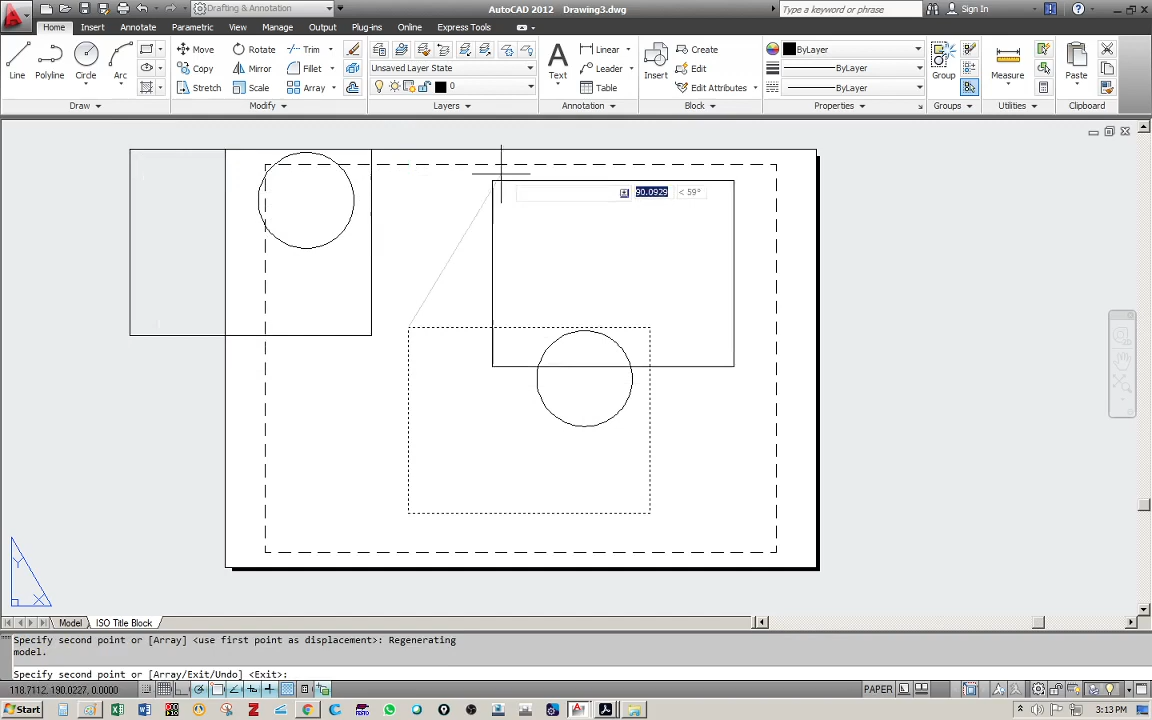 Drafting & Annotation
AutoCAD 2012 Drawing3.dwg
Type a keyword or phrase
Sign In
Home Insert Annotate Parametric View Manage Output Plug-ins Online Express Tools
Move Rotate Trim
Linear
Create
ByLayer
Copy Mirror Fillet
Unsaved Layer State
Leader
Edit
ByLayer
Line Polyline Circle Arc
Text
Insert
Group
Measure
Paste
Stretch Scale Array
0
Table
Edit Attributes
ByLayer
Draw Modify Layers Annotation Block Properties Groups Utilities Clipboard
90.0929 < 59°
Y
X
Model ISO Title Block
Specify second point or [Array] <use first point as displacement>: Regenerating
model.
Specify second point or [Array/Exit/Undo] <Exit>:
118.7112, 190.0227, 0.0000
PAPER
Start
3:13 PM